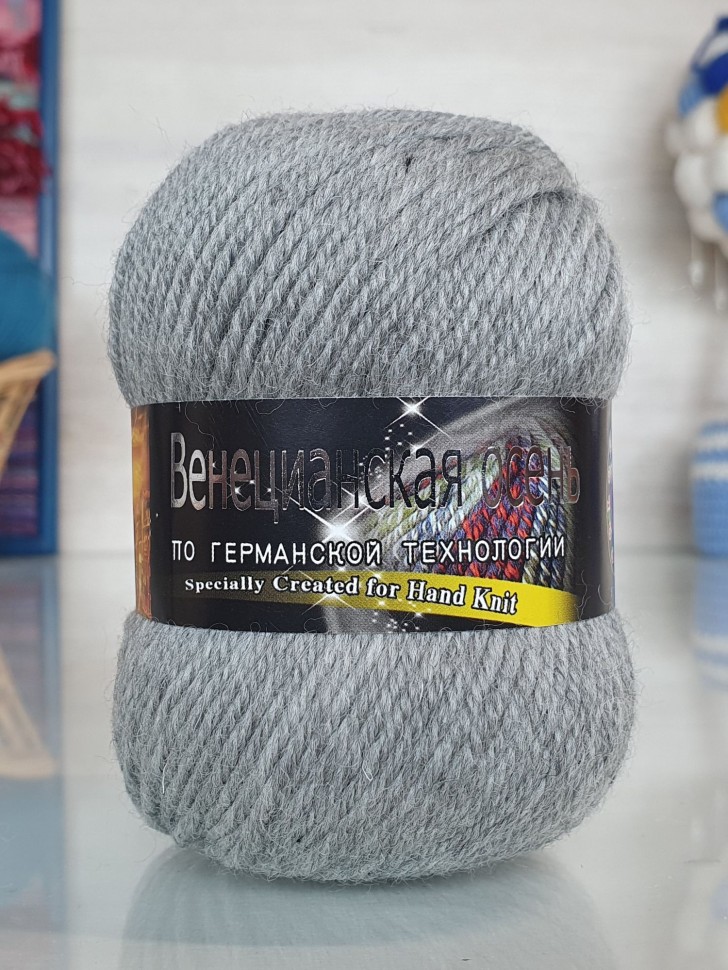 Венецианская осень
ПО ГЕРМАНСКОЙ ТЕХНОЛОГИИ
Specially Created for Hand Knit